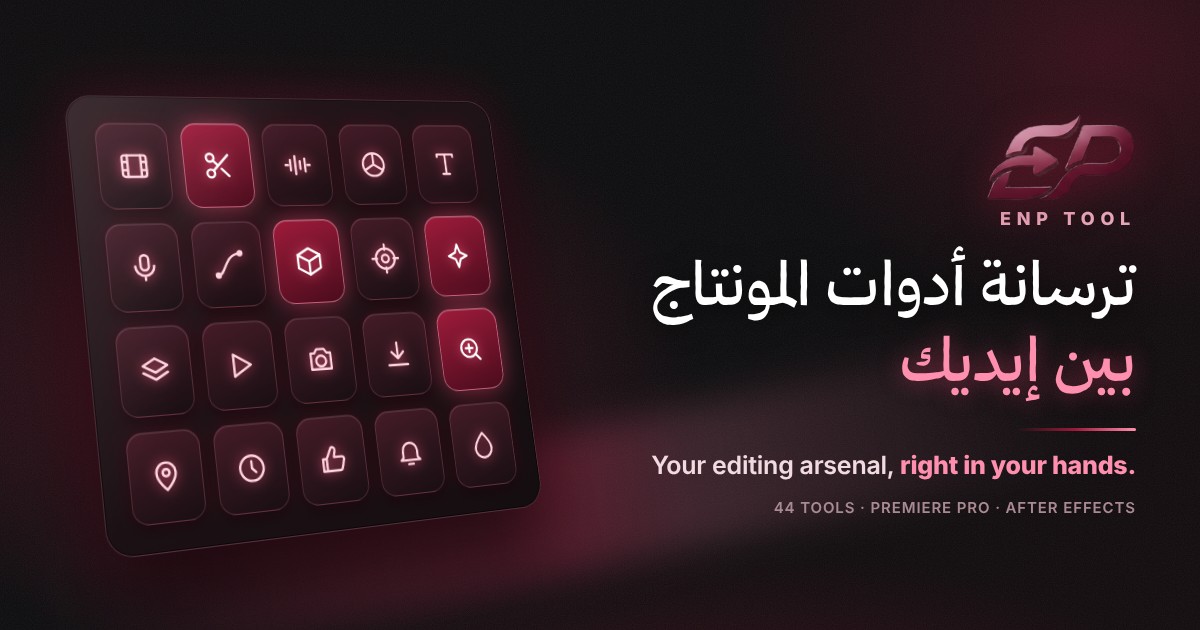 EP
ENP TOOL
ترسانة أدوات المونتاج
بين إيديك
Your editing arsenal, right in your hands.
44 TOOLS · PREMIERE PRO · AFTER EFFECTS